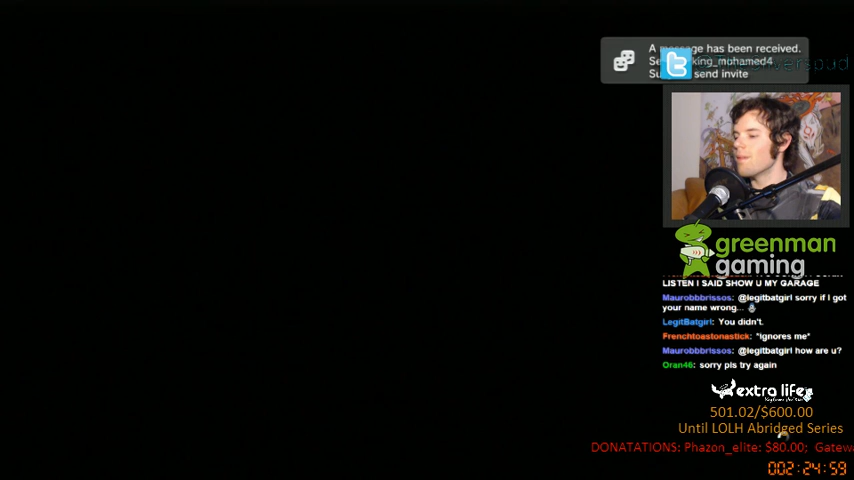 A message has been received.
king_mohamed4
send invite
greenman
gaming
LISTEN I SAID SHOW U MY GARAGE
Maurobbbrissos: @legitbatgirl sorry if I got
your name wrong...
LegitBatgirl: You didn't.
Frenchtoastonastick: *Ignores me*
Maurobbbrissos: @legitbatgirl how are u?
Oran46: sorry pls try again
extra life
501.02/$600.00
Until LOLH Abridged Series
DONATATIONS: Phazon_elite: $80.00; Gatew
002:24:59